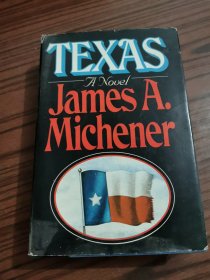 TEXAS
A Novel
James A.
Michener